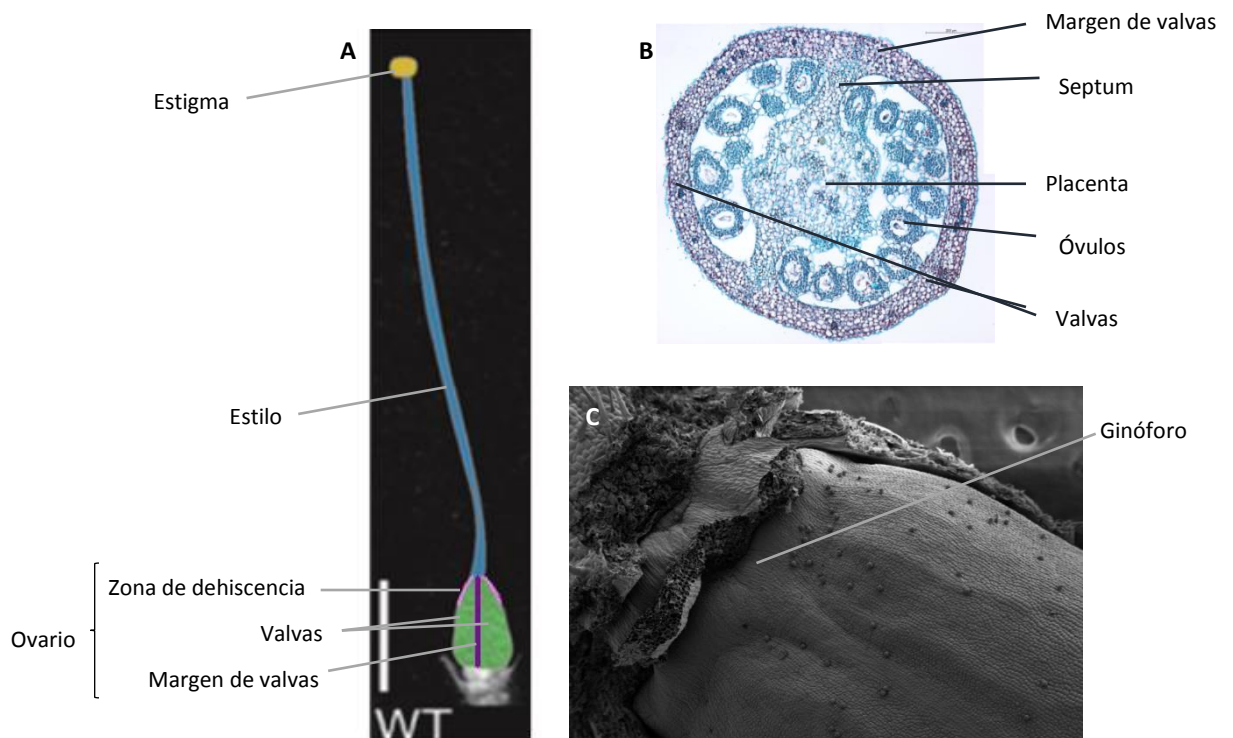 A
Estigma
Estilo
Zona de dehiscencia
Ovario
Valvas
Margen de valvas
WT
B
Margen de valvas
Septum
Placenta
Óvulos
Valvas
C
Ginóforo